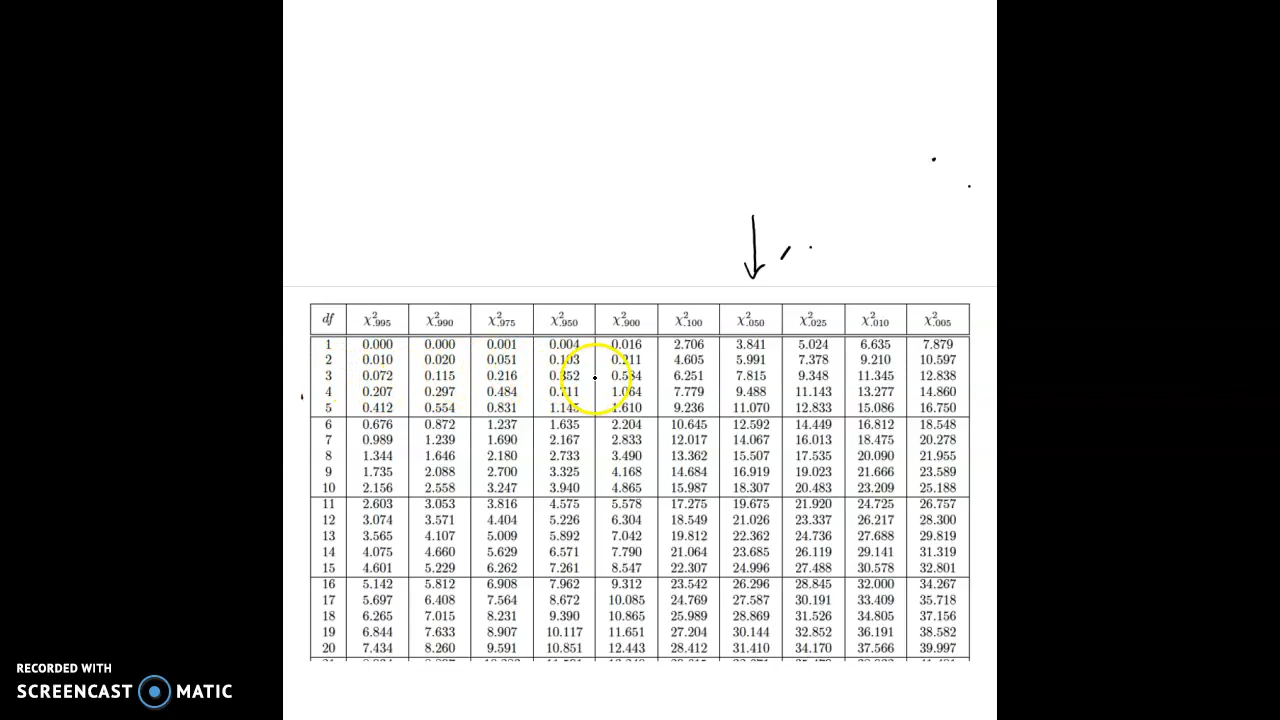 df χ².995 χ².990 χ².975 χ².950 χ².900 χ².100 χ².050 χ².025 χ².010 χ².005
1 0.000 0.000 0.001 0.004 0.016 2.706 3.841 5.024 6.635 7.879
2 0.010 0.020 0.051 0.103 0.211 4.605 5.991 7.378 9.210 10.597
3 0.072 0.115 0.216 0.352 0.584 6.251 7.815 9.348 11.345 12.838
4 0.207 0.297 0.484 0.711 1.064 7.779 9.488 11.143 13.277 14.860
5 0.412 0.554 0.831 1.145 1.610 9.236 11.070 12.833 15.086 16.750
6 0.676 0.872 1.237 1.635 2.204 10.645 12.592 14.449 16.812 18.548
7 0.989 1.239 1.690 2.167 2.833 12.017 14.067 16.013 18.475 20.278
8 1.344 1.646 2.180 2.733 3.490 13.362 15.507 17.535 20.090 21.955
9 1.735 2.088 2.700 3.325 4.168 14.684 16.919 19.023 21.666 23.589
10 2.156 2.558 3.247 3.940 4.865 15.987 18.307 20.483 23.209 25.188
11 2.603 3.053 3.816 4.575 5.578 17.275 19.675 21.920 24.725 26.757
12 3.074 3.571 4.404 5.226 6.304 18.549 21.026 23.337 26.217 28.300
13 3.565 4.107 5.009 5.892 7.042 19.812 22.362 24.736 27.688 29.819
14 4.075 4.660 5.629 6.571 7.790 21.064 23.685 26.119 29.141 31.319
15 4.601 5.229 6.262 7.261 8.547 22.307 24.996 27.488 30.578 32.801
16 5.142 5.812 6.908 7.962 9.312 23.542 26.296 28.845 32.000 34.267
17 5.697 6.408 7.564 8.672 10.085 24.769 27.587 30.191 33.409 35.718
18 6.265 7.015 8.231 9.390 10.865 25.989 28.869 31.526 34.805 37.156
19 6.844 7.633 8.907 10.117 11.651 27.204 30.144 32.852 36.191 38.582
20 7.434 8.260 9.591 10.851 12.443 28.412 31.410 34.170 37.566 39.997
RECORDED WITH
SCREENCAST MATIC